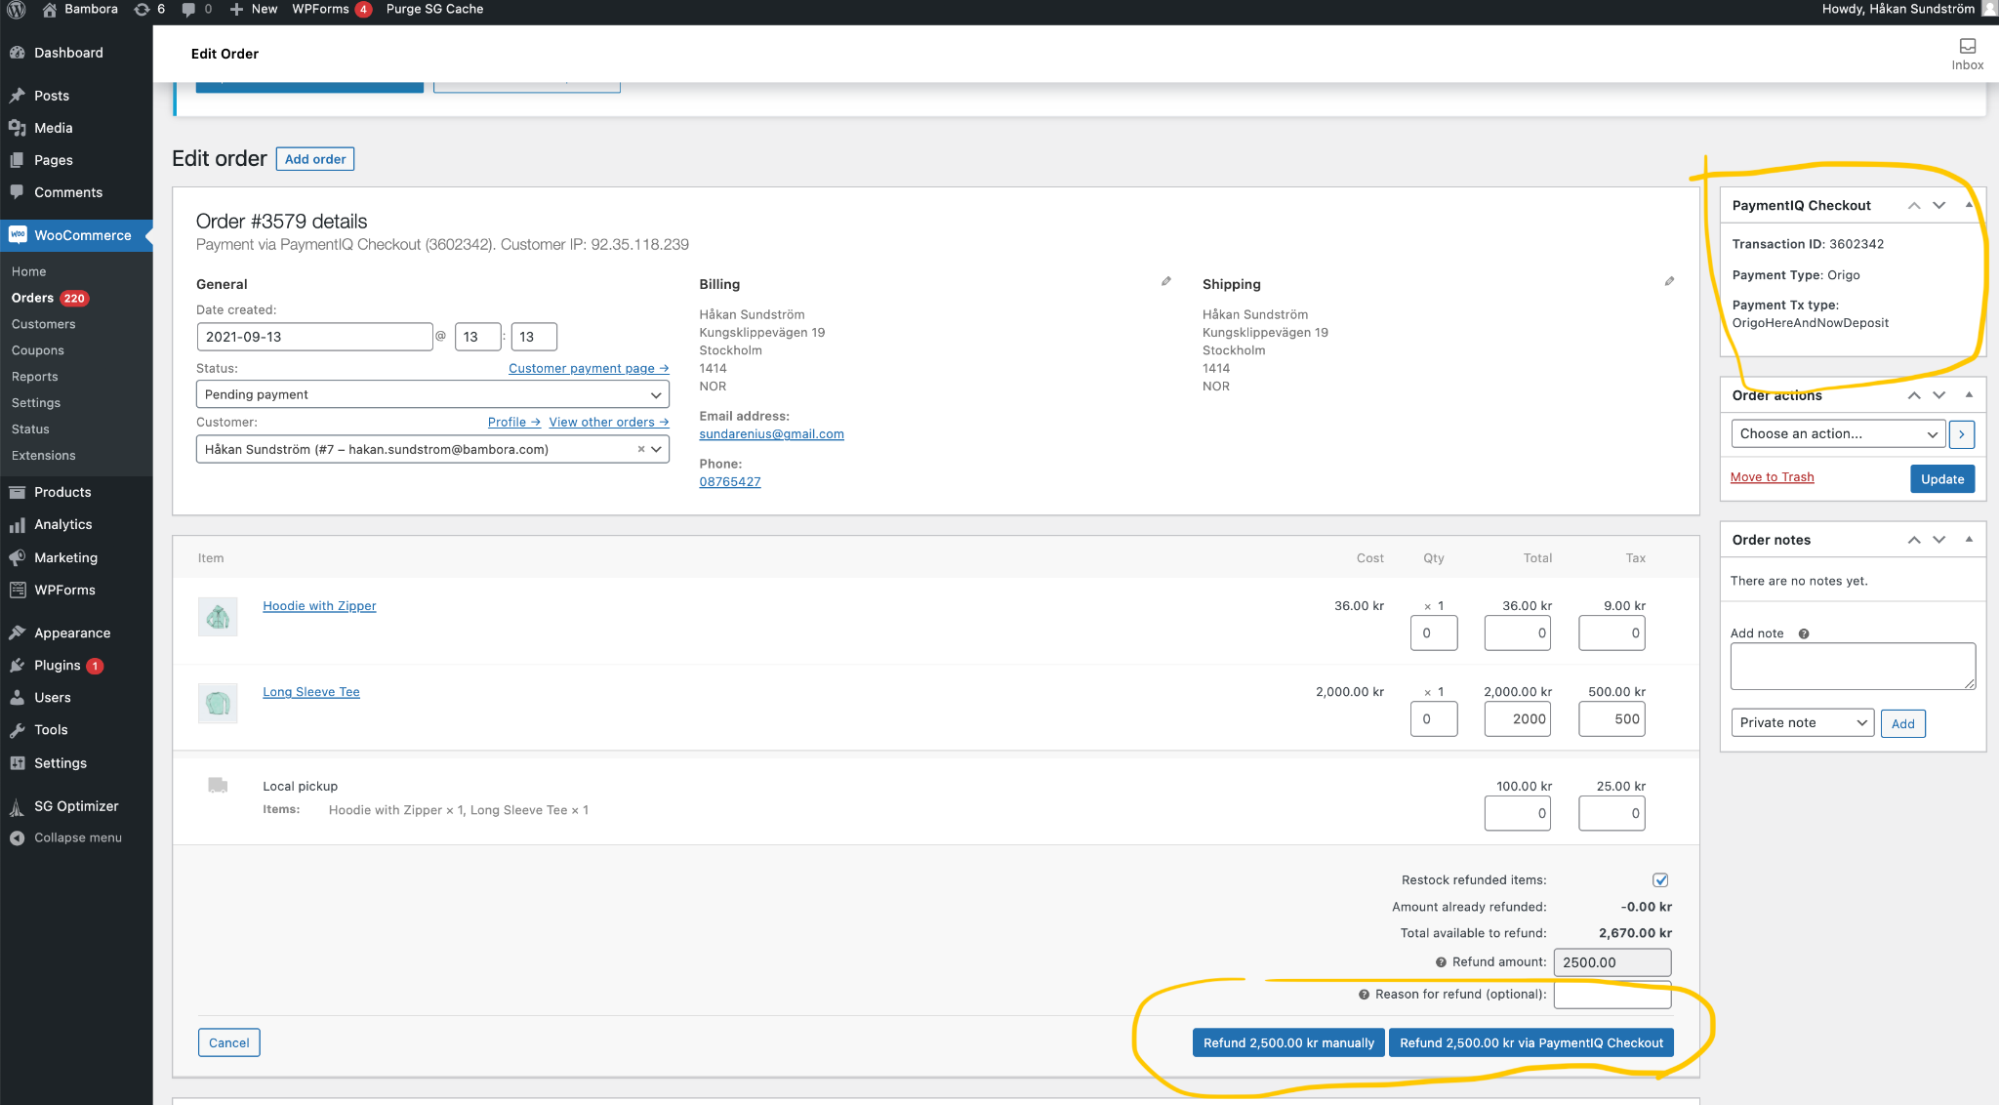 Bambora 6 0 New WPForms 4 Purge SG Cache Howdy, Håkan Sundström
Edit Order
Inbox
Dashboard
Posts
Media
Pages
Comments
WooCommerce
Home
Orders 220
Customers
Coupons
Reports
Settings
Status
Extensions
Products
Analytics
Marketing
WPForms
Appearance
Plugins 1
Users
Tools
Settings
SG Optimizer
Collapse menu
Edit order Add order
Order #3579 details
Payment via PaymentIQ Checkout (3602342). Customer IP: 92.35.118.239
General
Date created:
2021-09-13 @ 13 : 13
Status: Customer payment page →
Pending payment
Customer: Profile → View other orders →
Håkan Sundström (#7 – hakan.sundstrom@bambora.com) ×
Billing
Håkan Sundström
Kungsklippevägen 19
Stockholm
1414
NOR
Email address:
sundarenius@gmail.com
Phone:
08765427
Shipping
Håkan Sundström
Kungsklippevägen 19
Stockholm
1414
NOR
Item Cost Qty Total Tax
Hoodie with Zipper 36.00 kr × 1 36.00 kr 9.00 kr
0 0 0
Long Sleeve Tee 2,000.00 kr × 1 2,000.00 kr 500.00 kr
0 2000 500
Local pickup 100.00 kr 25.00 kr
Items: Hoodie with Zipper × 1, Long Sleeve Tee × 1
0 0
Restock refunded items:
Amount already refunded: -0.00 kr
Total available to refund: 2,670.00 kr
Refund amount: 2500.00
Reason for refund (optional):
Cancel Refund 2,500.00 kr manually Refund 2,500.00 kr via PaymentIQ Checkout
PaymentIQ Checkout
Transaction ID: 3602342
Payment Type: Origo
Payment Tx type:
OrigoHereAndNowDeposit
Order actions
Choose an action...
Move to Trash Update
Order notes
There are no notes yet.
Add note
Private note Add